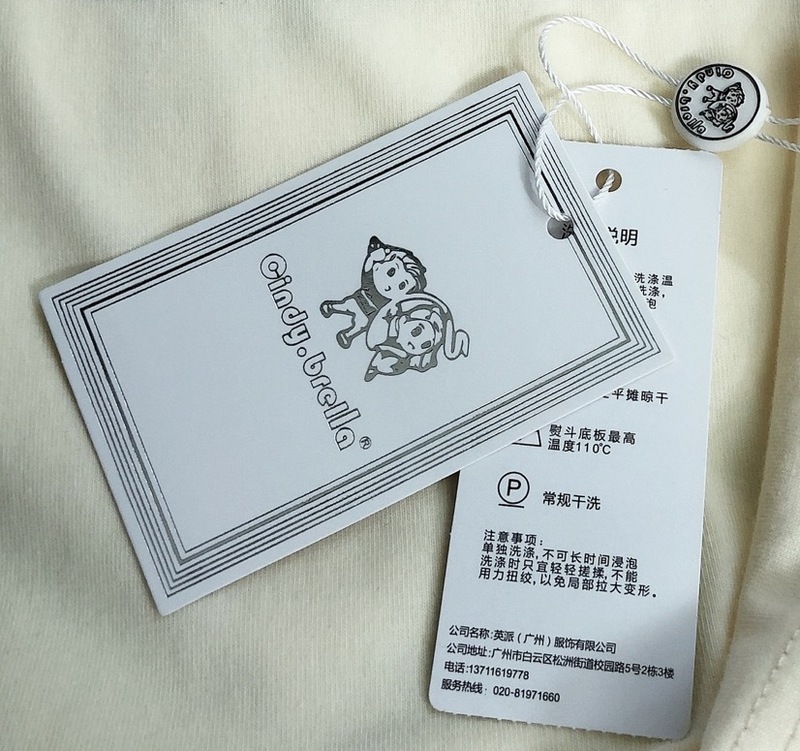 Cindy.brella®
说明
洗涤温
洗涤,
泡
平摊晾干
熨斗底板最高
温度110℃
P
常规干洗
注意事项:
单独洗涤,不可长时间浸泡
洗涤时只宜轻轻搓揉,不能
用力扭绞,以免局部拉大变形。
公司名称:英派(广州)服饰有限公司
公司地址:广州市白云区松洲街道校园路5号2栋3楼
电话:13711619778
服务热线: 020-81971660